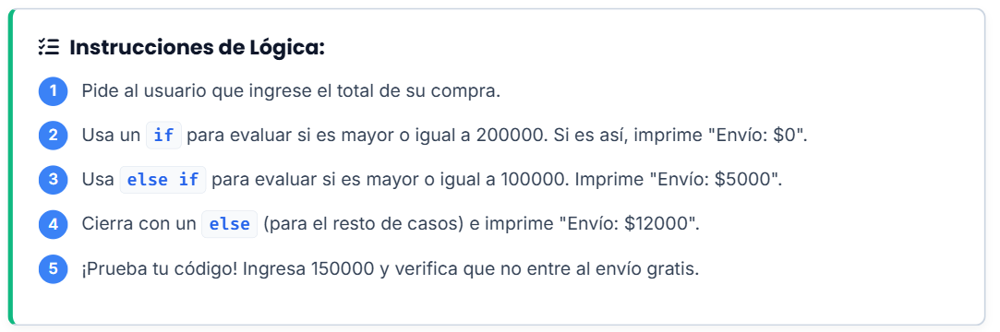 Instrucciones de Lógica:
1 Pide al usuario que ingrese el total de su compra.
2 Usa un if para evaluar si es mayor o igual a 200000. Si es así, imprime "Envío: $0".
3 Usa else if para evaluar si es mayor o igual a 100000. Imprime "Envío: $5000".
4 Cierra con un else (para el resto de casos) e imprime "Envío: $12000".
5 ¡Prueba tu código! Ingresa 150000 y verifica que no entre al envío gratis.